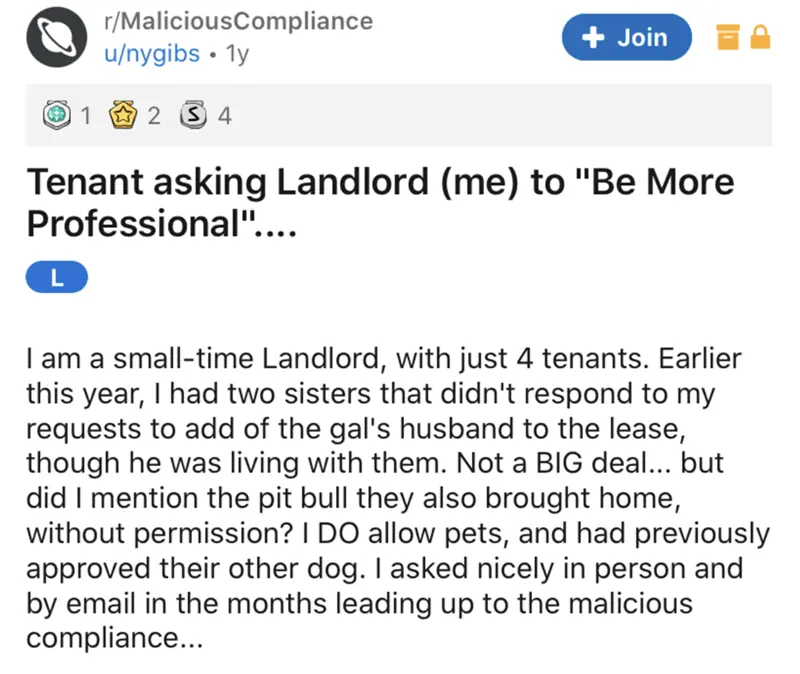 r/MaliciousCompliance
u/nygibs • 1y
+ Join
1 2 S 4
Tenant asking Landlord (me) to "Be More
Professional"....
L
I am a small-time Landlord, with just 4 tenants. Earlier
this year, I had two sisters that didn't respond to my
requests to add of the gal's husband to the lease,
though he was living with them. Not a BIG deal... but
did I mention the pit bull they also brought home,
without permission? I DO allow pets, and had previously
approved their other dog. I asked nicely in person and
by email in the months leading up to the malicious
compliance...